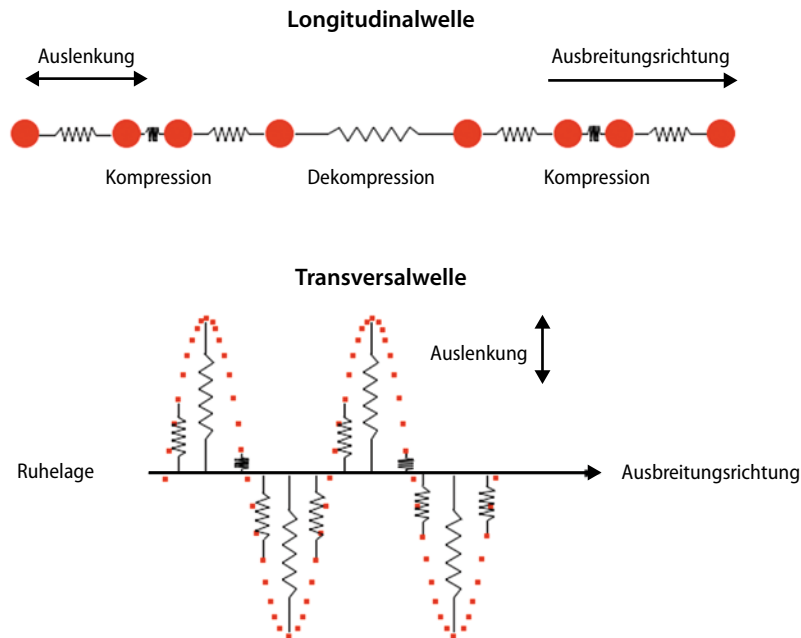 Longitudinalwelle
Auslenkung
Ausbreitungsrichtung
Kompression
Dekompression
Kompression
Transversalwelle
Auslenkung
Ruhelage
Ausbreitungsrichtung